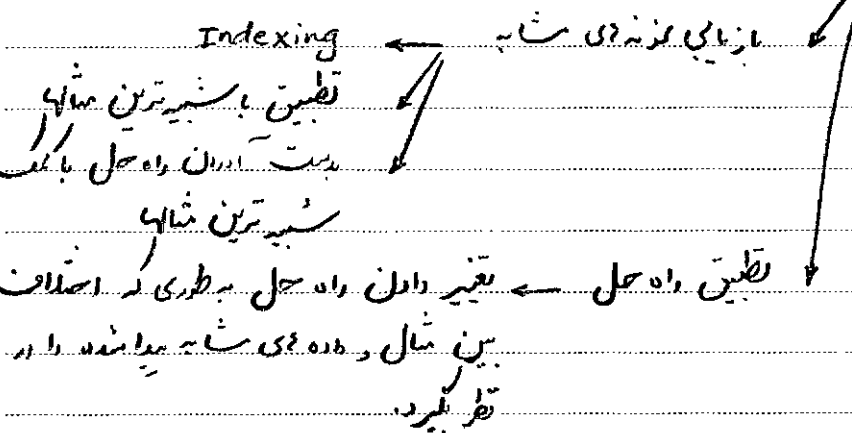 بازیابی نمونه های مشابه ← Indexing
تطبیق با شبیه ترین مثالها
بدست آوردن راه حل با کمک
شبیه ترین مثالها
تطبیق راه حل ← تغییر دادن راه حل به طوری که اختلاف
بین مثال و داده های مشابه پیدا شده را در
نظر بگیرد.